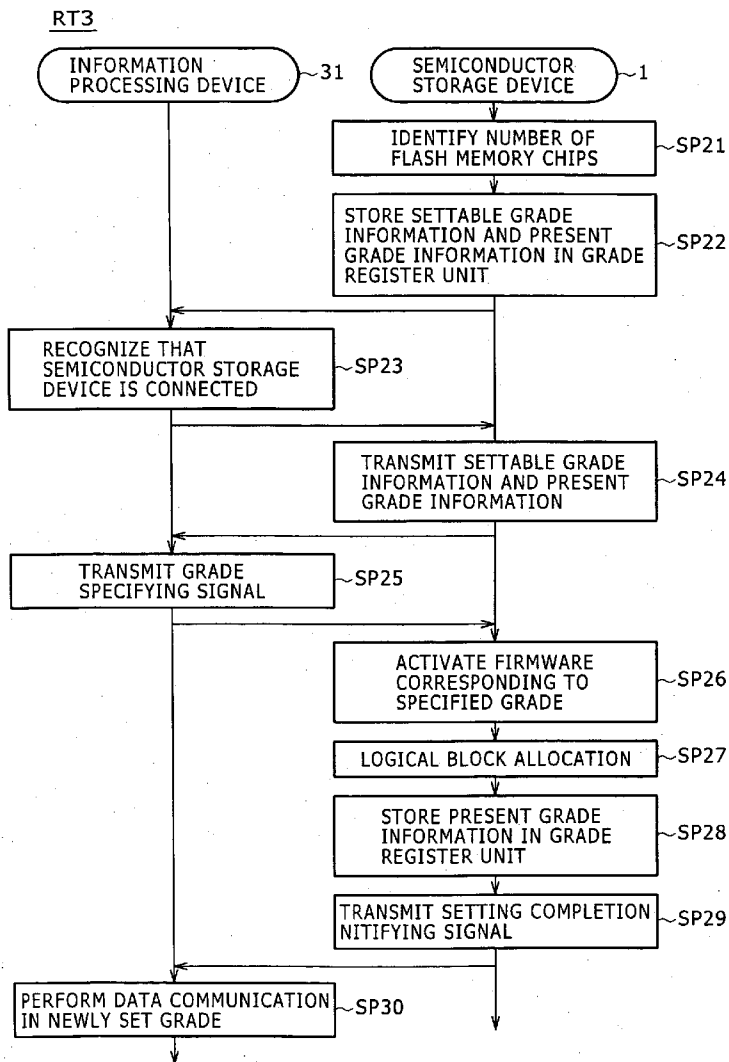 RT3
INFORMATION
PROCESSING DEVICE
31
SEMICONDUCTOR
STORAGE DEVICE
1
IDENTIFY NUMBER OF
FLASH MEMORY CHIPS
SP21
STORE SETTABLE GRADE
INFORMATION AND PRESENT
GRADE INFORMATION IN GRADE
REGISTER UNIT
SP22
RECOGNIZE THAT
SEMICONDUCTOR STORAGE
DEVICE IS CONNECTED
SP23
TRANSMIT SETTABLE GRADE
INFORMATION AND PRESENT
GRADE INFORMATION
SP24
TRANSMIT GRADE
SPECIFYING SIGNAL
SP25
ACTIVATE FIRMWARE
CORRESPONDING TO
SPECIFIED GRADE
SP26
LOGICAL BLOCK ALLOCATION
SP27
STORE PRESENT GRADE
INFORMATION IN GRADE
REGISTER UNIT
SP28
TRANSMIT SETTING COMPLETION
NITIFYING SIGNAL
SP29
PERFORM DATA COMMUNICATION
IN NEWLY SET GRADE
SP30